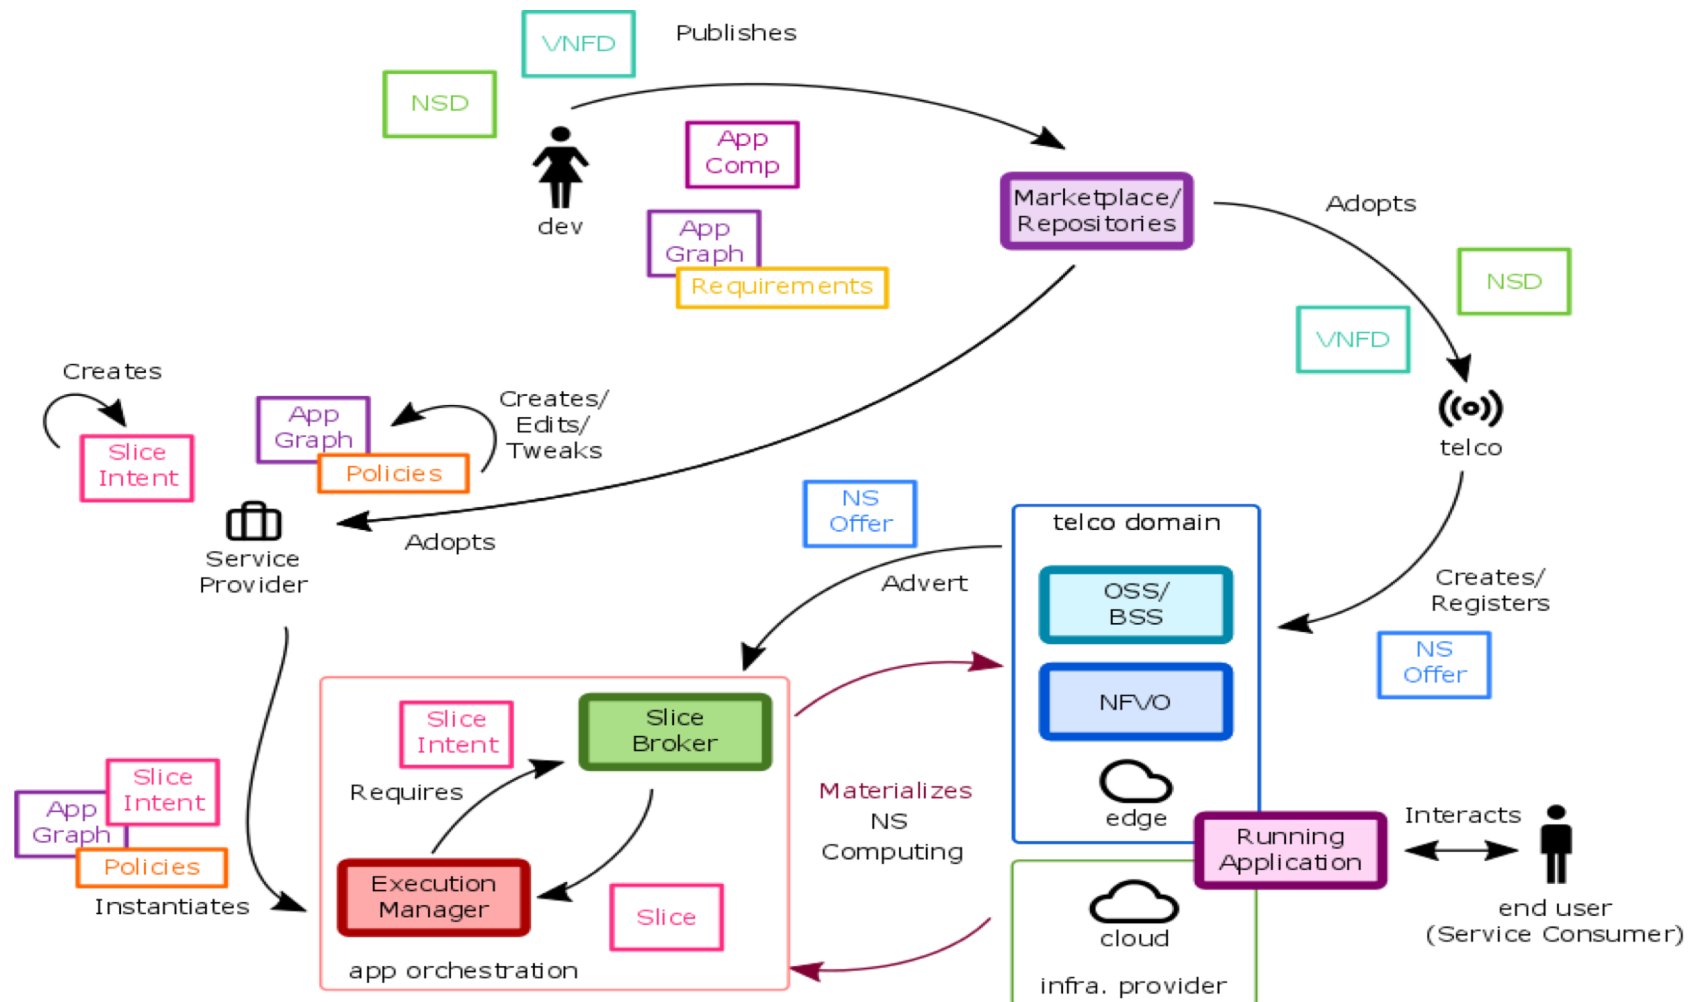 VNFD
Publishes
NSD
App
Comp
dev
App
Graph
Requirements
Marketplace/
Repositories
Adopts
NSD
VNFD
telco
Creates
Slice
Intent
App
Graph
Policies
Creates/
Edits/
Tweaks
Service
Provider
Adopts
NS
Offer
Advert
telco domain
OSS/
BSS
NFVO
edge
Creates/
Registers
NS
Offer
Slice
Intent
Slice
Broker
Requires
Execution
Manager
Slice
app orchestration
Slice
Intent
App
Graph
Policies
Instantiates
Materializes
NS
Computing
Running
Application
Interacts
end user
(Service Consumer)
cloud
infra. provider